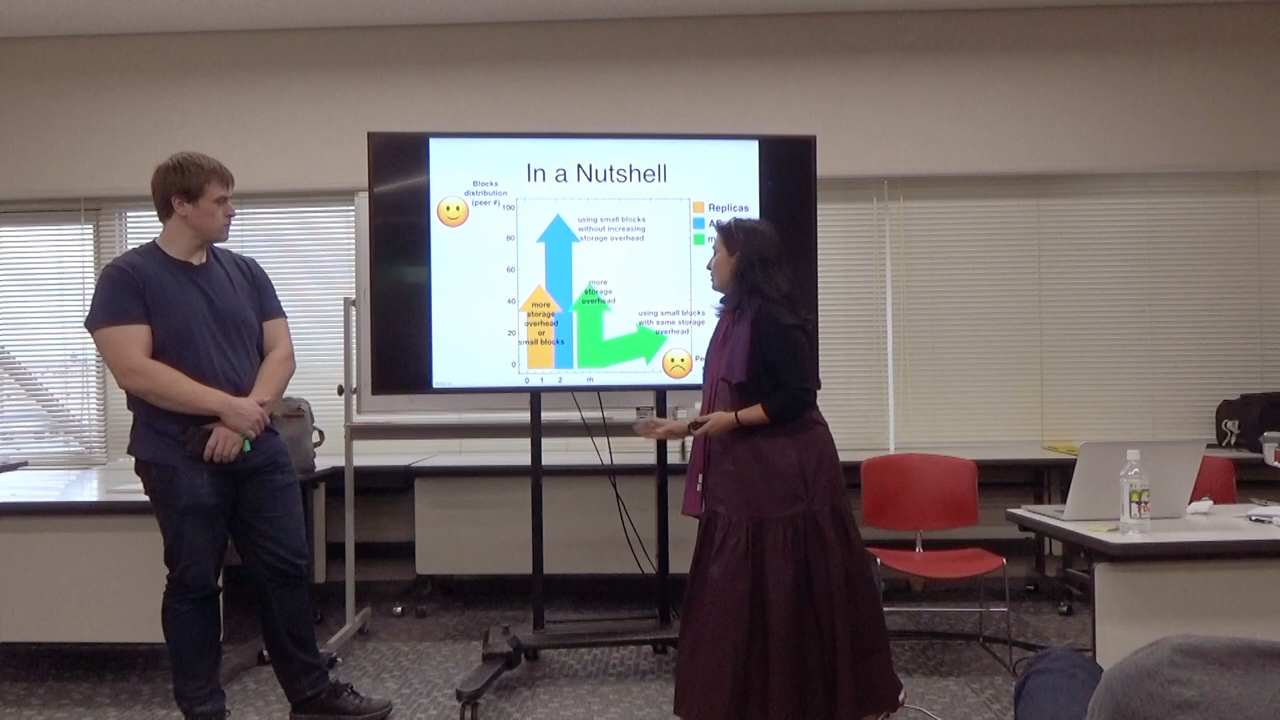 In a Nutshell
Blocks
distribution
(peer #)
100
80
60
40
20
0
0 1 2 m
using small blocks
without increasing
storage overhead
more
storage
overhead
or
small blocks
more
storage
overhead
using small blocks
with same storage
overhead
Replicas